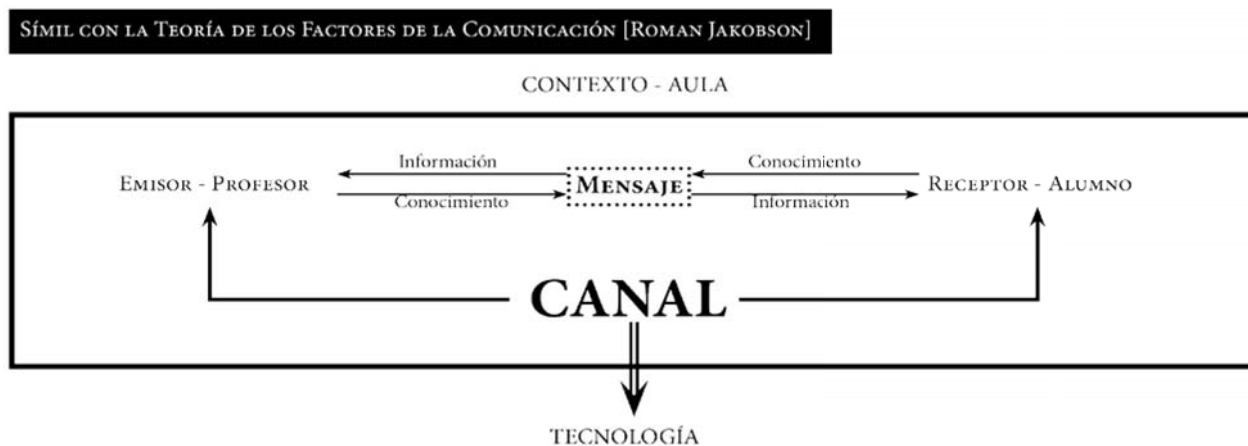 Símil con la Teoría de los Factores de la Comunicación [Roman Jakobson]
CONTEXTO - AULA
Información
Conocimiento
Emisor - Profesor
Mensaje
Receptor - Alumno
Conocimiento
Información
CANAL
TECNOLOGÍA